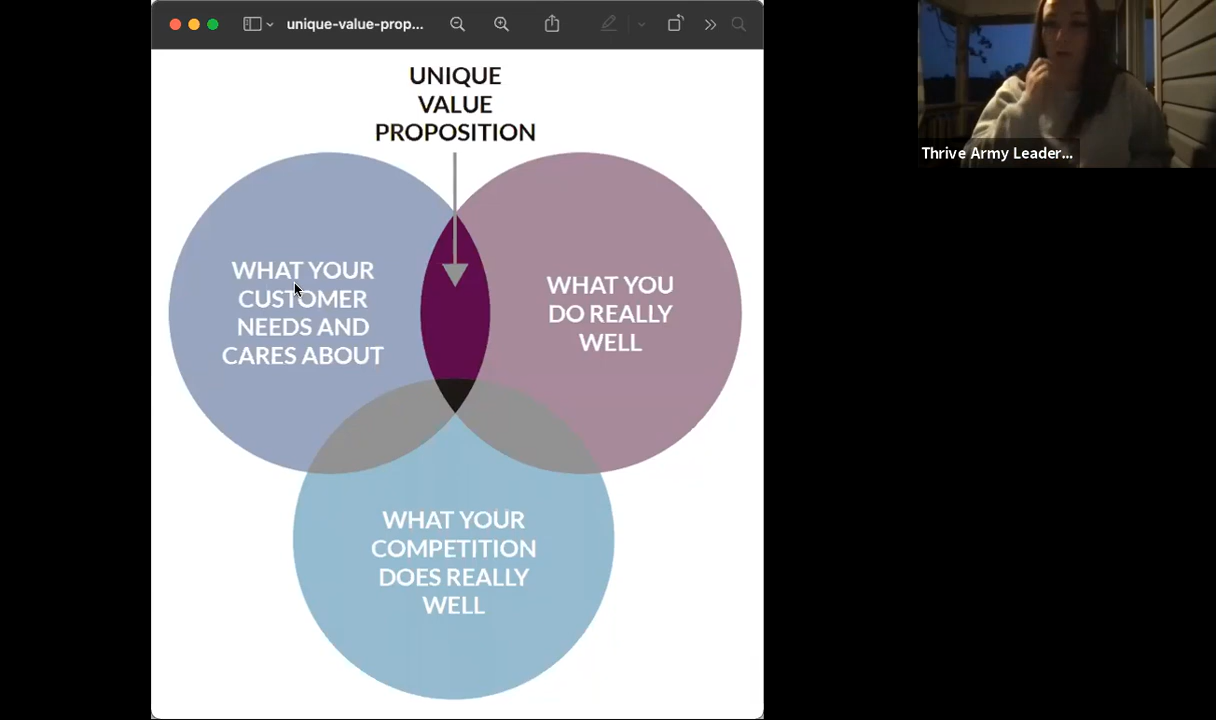 unique-value-prop...
UNIQUE
VALUE
PROPOSITION
WHAT YOUR
CUSTOMER
NEEDS AND
CARES ABOUT
WHAT YOU
DO REALLY
WELL
WHAT YOUR
COMPETITION
DOES REALLY
WELL
Thrive Army Leader...